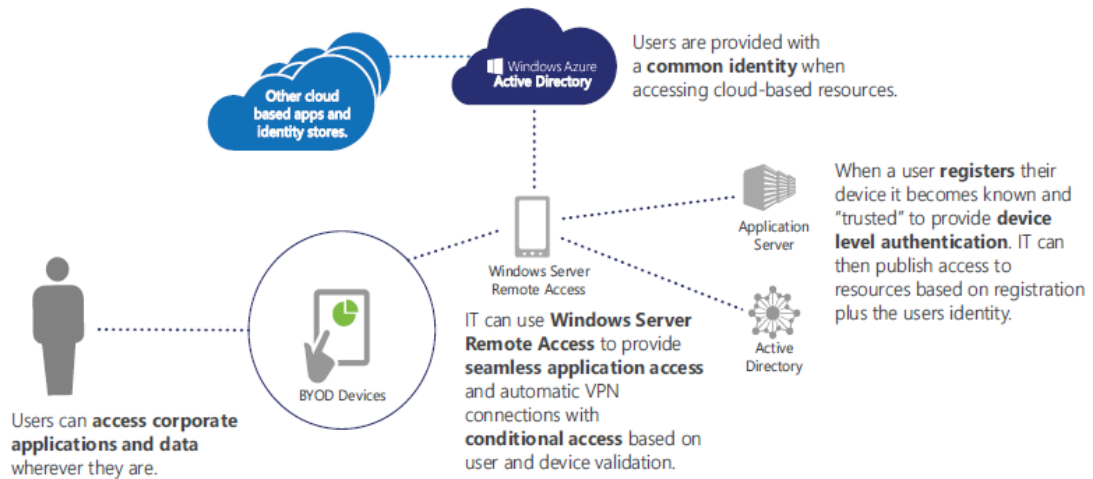 Other cloud
based apps and
identity stores.
Windows Azure
Active Directory
Users are provided with
a common identity when
accessing cloud-based resources.
Application
Server
When a user registers their
device it becomes known and
“trusted” to provide device
level authentication. IT can
then publish access to
resources based on registration
plus the users identity.
Windows Server
Remote Access
Active
Directory
BYOD Devices
IT can use Windows Server
Remote Access to provide
seamless application access
and automatic VPN
connections with
conditional access based on
user and device validation.
Users can access corporate
applications and data
wherever they are.